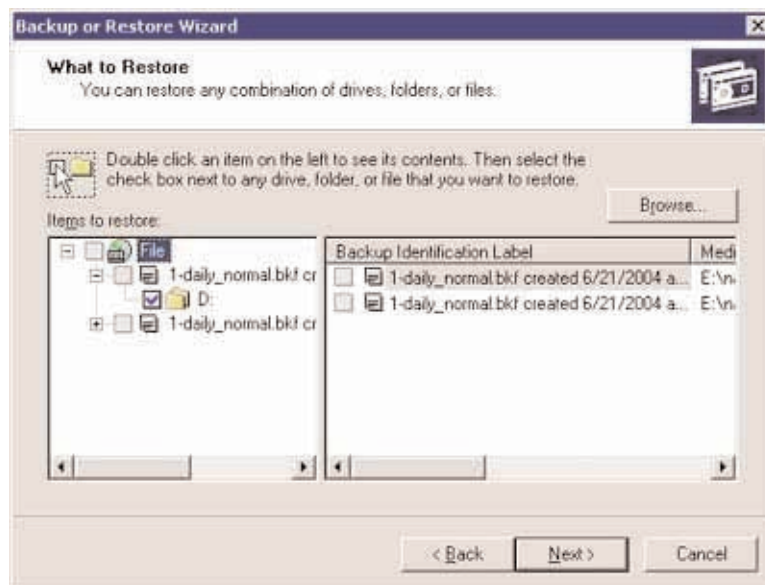 Backup or Restore Wizard
What to Restore
You can restore any combination of drives, folders, or files.
Double click an item on the left to see its contents. Then select the
check box next to any drive, folder, or file that you want to restore.
Browse...
Items to restore:
File
1-daily_normal.bkf cr
D:
1-daily_normal.bkf cr
Backup Identification Label
Medi
1-daily_normal.bkf created 6/21/2004 a... E:\n
1-daily_normal.bkf created 6/21/2004 a... E:\n
< Back
Next >
Cancel